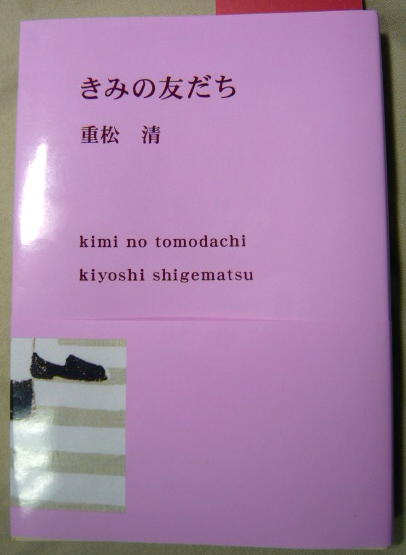 きみの友だち
重松 清
kimi no tomodachi
kiyoshi shigematsu